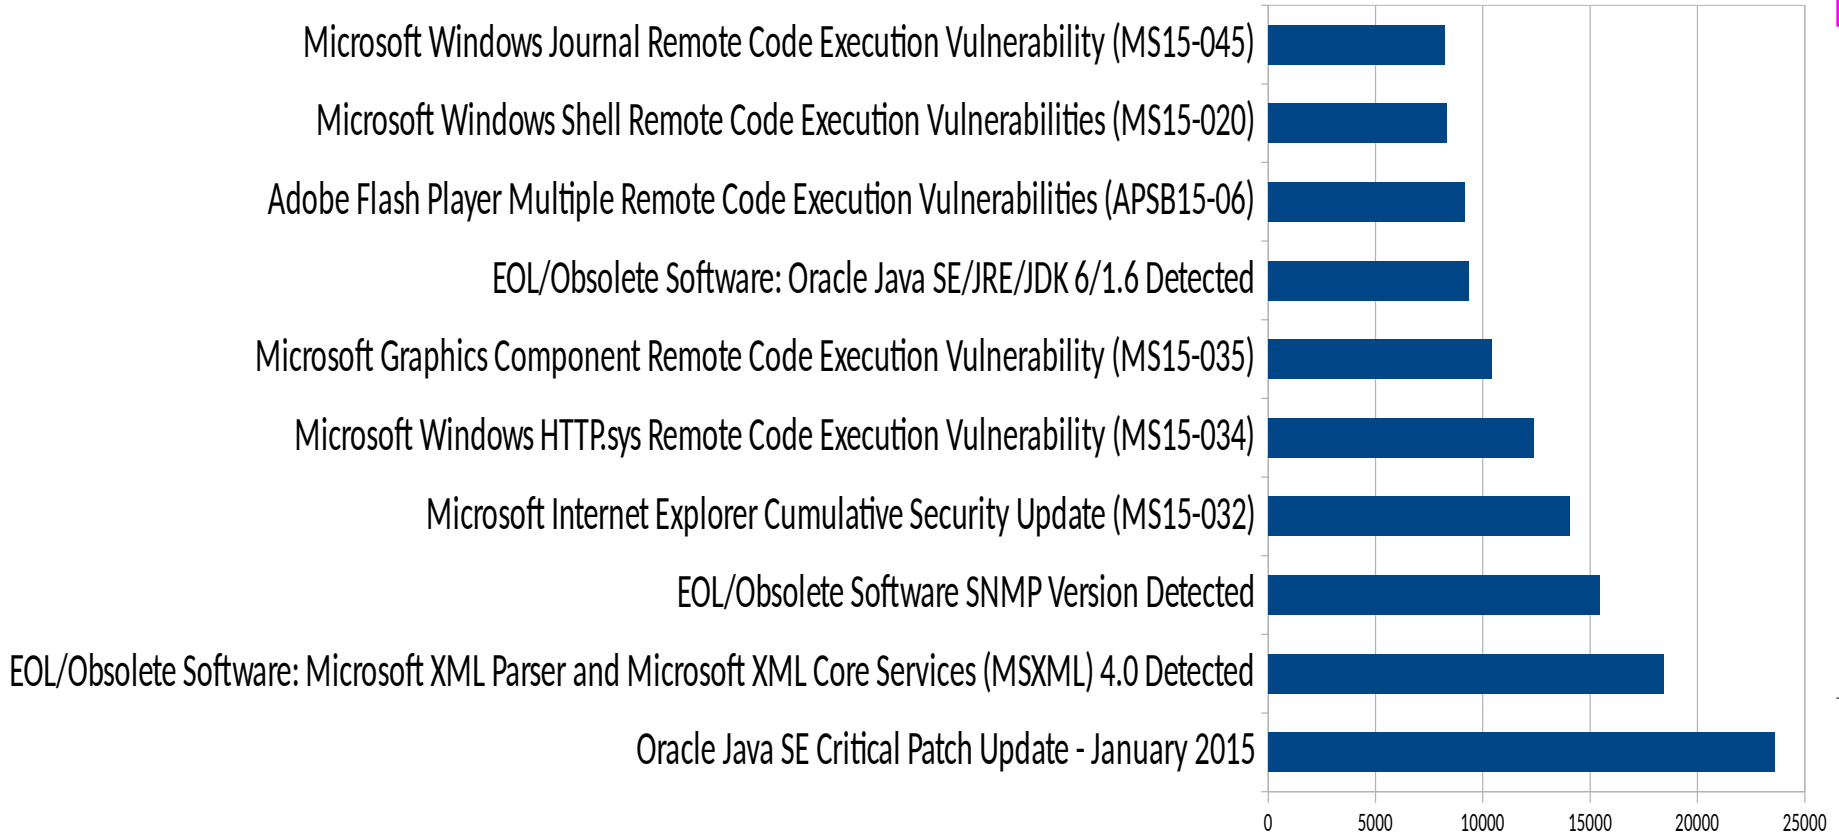 Microsoft Windows Journal Remote Code Execution Vulnerability (MS15-045)
Microsoft Windows Shell Remote Code Execution Vulnerabilities (MS15-020)
Adobe Flash Player Multiple Remote Code Execution Vulnerabilities (APSB15-06)
EOL/Obsolete Software: Oracle Java SE/JRE/JDK 6/1.6 Detected
Microsoft Graphics Component Remote Code Execution Vulnerability (MS15-035)
Microsoft Windows HTTP.sys Remote Code Execution Vulnerability (MS15-034)
Microsoft Internet Explorer Cumulative Security Update (MS15-032)
EOL/Obsolete Software SNMP Version Detected
EOL/Obsolete Software: Microsoft XML Parser and Microsoft XML Core Services (MSXML) 4.0 Detected
Oracle Java SE Critical Patch Update - January 2015
0 5000 10000 15000 20000 25000